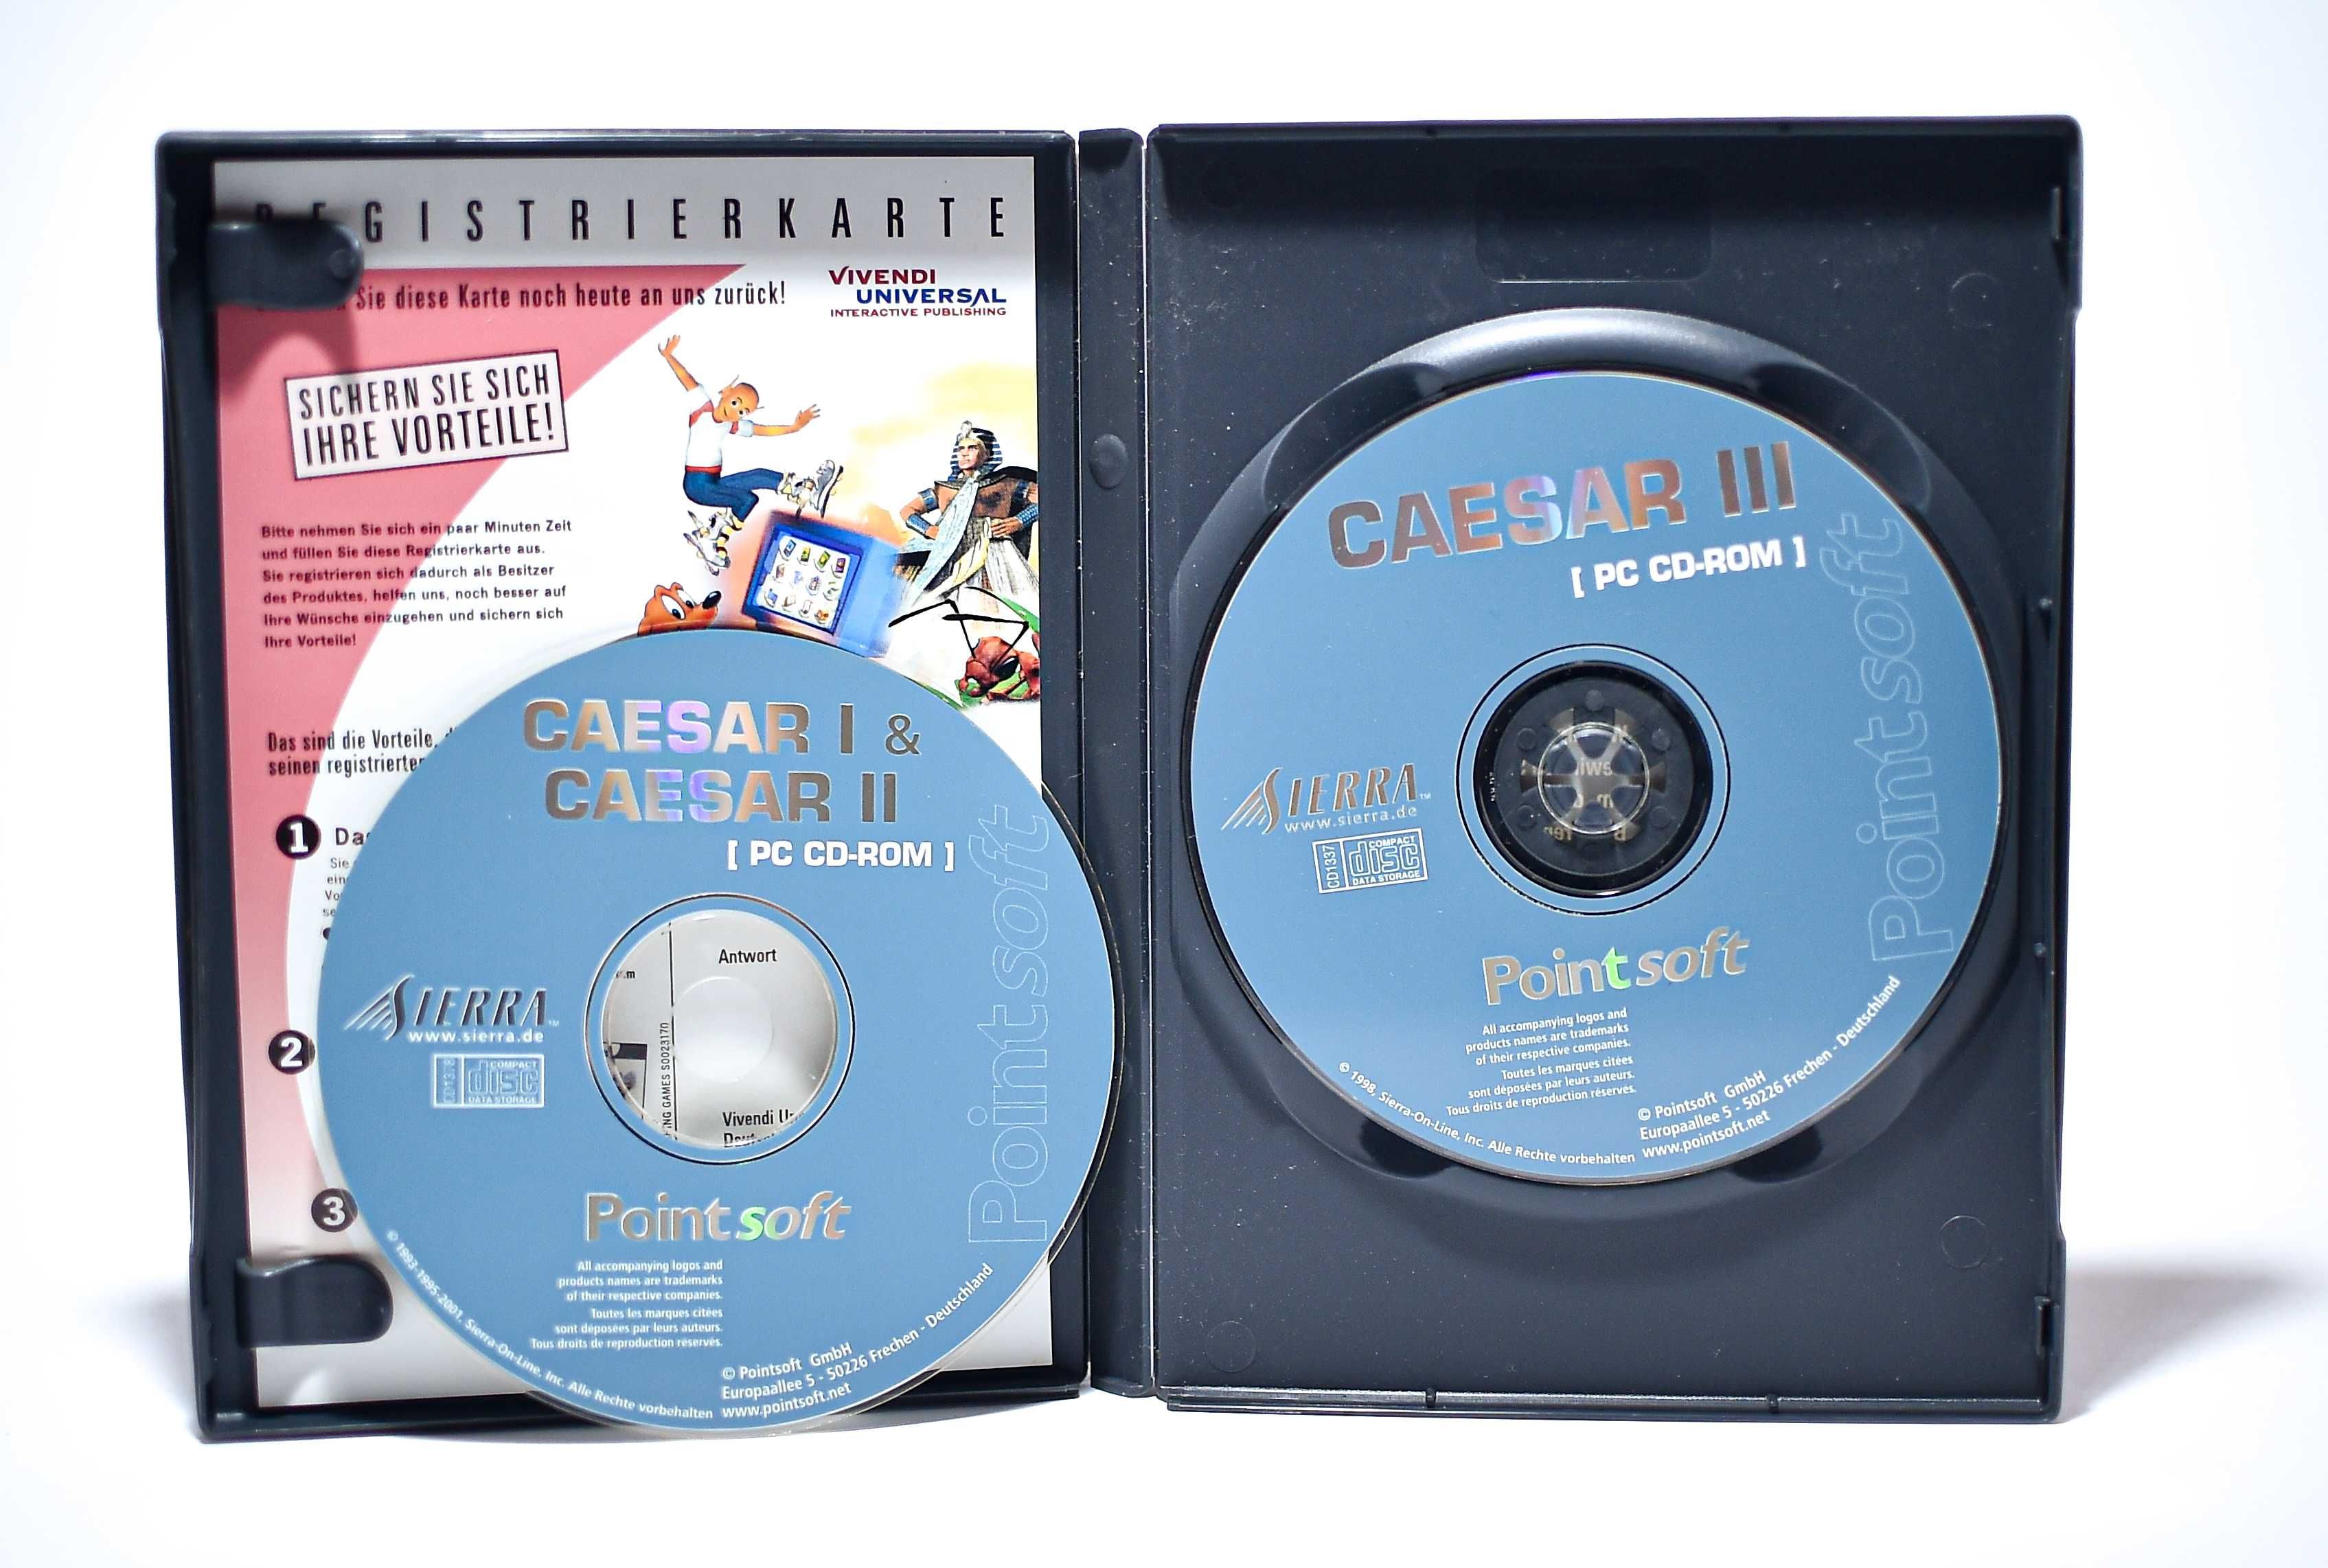 REGISTRIERKARTE
Sie diese Karte noch heute an uns zurück!
VIVENDI
UNIVERSAL
INTERACTIVE PUBLISHING
SICHERN SIE SICH
IHRE VORTEILE!
Bitte nehmen Sie sich ein paar Minuten Zeit
und füllen Sie diese Registrierkarte aus.
Sie registrieren sich dadurch als Besitzer
des Produktes, helfen uns, noch besser auf
Ihre Wünsche einzugehen und sichern sich
Ihre Vorteile!
Das sind die Vorteile,
seinen
1
Sie
2
3
CAESAR I &
CAESAR II
[ PC CD-ROM ]
Pointsoft
SIERRA™
www.sierra.de
COMPACT
disc
DATA STORAGE
Antwort
S0023170
GAMES
Vivendi
Pointsoft
All accompanying logos and
products names are trademarks
of their respective companies.
Toutes les marques citées
sont déposées par leurs auteurs.
Tous droits de reproduction réservés.
© 1993-1995-2001, Sierra-On-Line, Inc. Alle Rechte vorbehalten
© Pointsoft GmbH
Europaallee 5 - 50226 Frechen - Deutschland
www.pointsoft.net
CAESAR III
[ PC CD-ROM ]
Pointsoft
SIERRA™
www.sierra.de
CD1337
COMPACT
disc
DATA STORAGE
Pointsoft
All accompanying logos and
products names are trademarks
of their respective companies.
Toutes les marques citées
sont déposées par leurs auteurs.
Tous droits de reproduction réservés.
© 1998, Sierra-On-Line, Inc. Alle Rechte vorbehalten
© Pointsoft GmbH
Europaallee 5 - 50226 Frechen - Deutschland
www.pointsoft.net